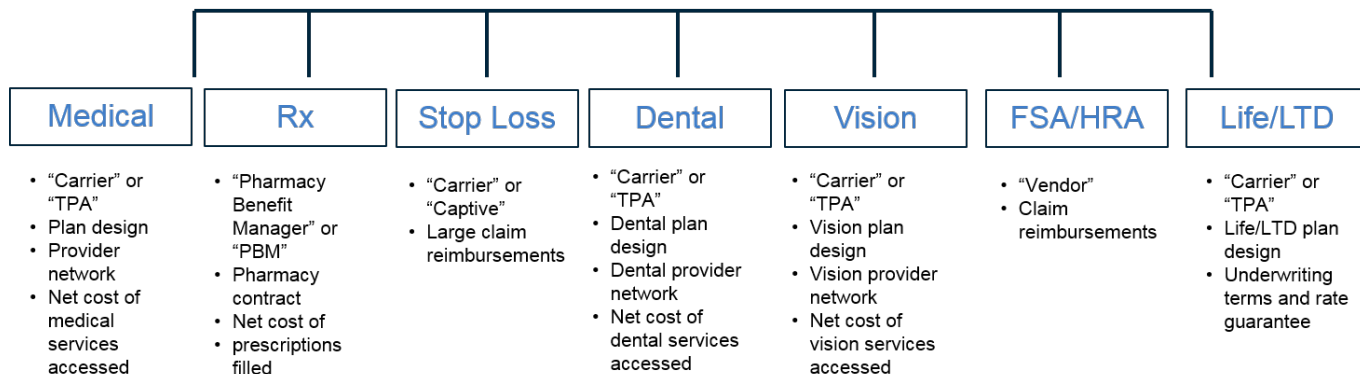 Medical
• “Carrier” or
“TPA”
• Plan design
• Provider
network
• Net cost of
medical
services
accessed
Rx
• “Pharmacy
Benefit
Manager” or
“PBM”
• Pharmacy
contract
• Net cost of
• prescriptions
filled
Stop Loss
• “Carrier” or
“Captive”
• Large claim
reimbursements
Dental
• “Carrier” or
“TPA”
• Dental plan
design
• Dental provider
network
• Net cost of
dental services
accessed
Vision
• “Carrier” or
“TPA”
• Vision plan
design
• Vision provider
network
• Net cost of
vision services
accessed
FSA/HRA
• “Vendor”
• Claim
reimbursements
Life/LTD
• “Carrier” or
“TPA”
• Life/LTD plan
design
• Underwriting
terms and rate
guarantee